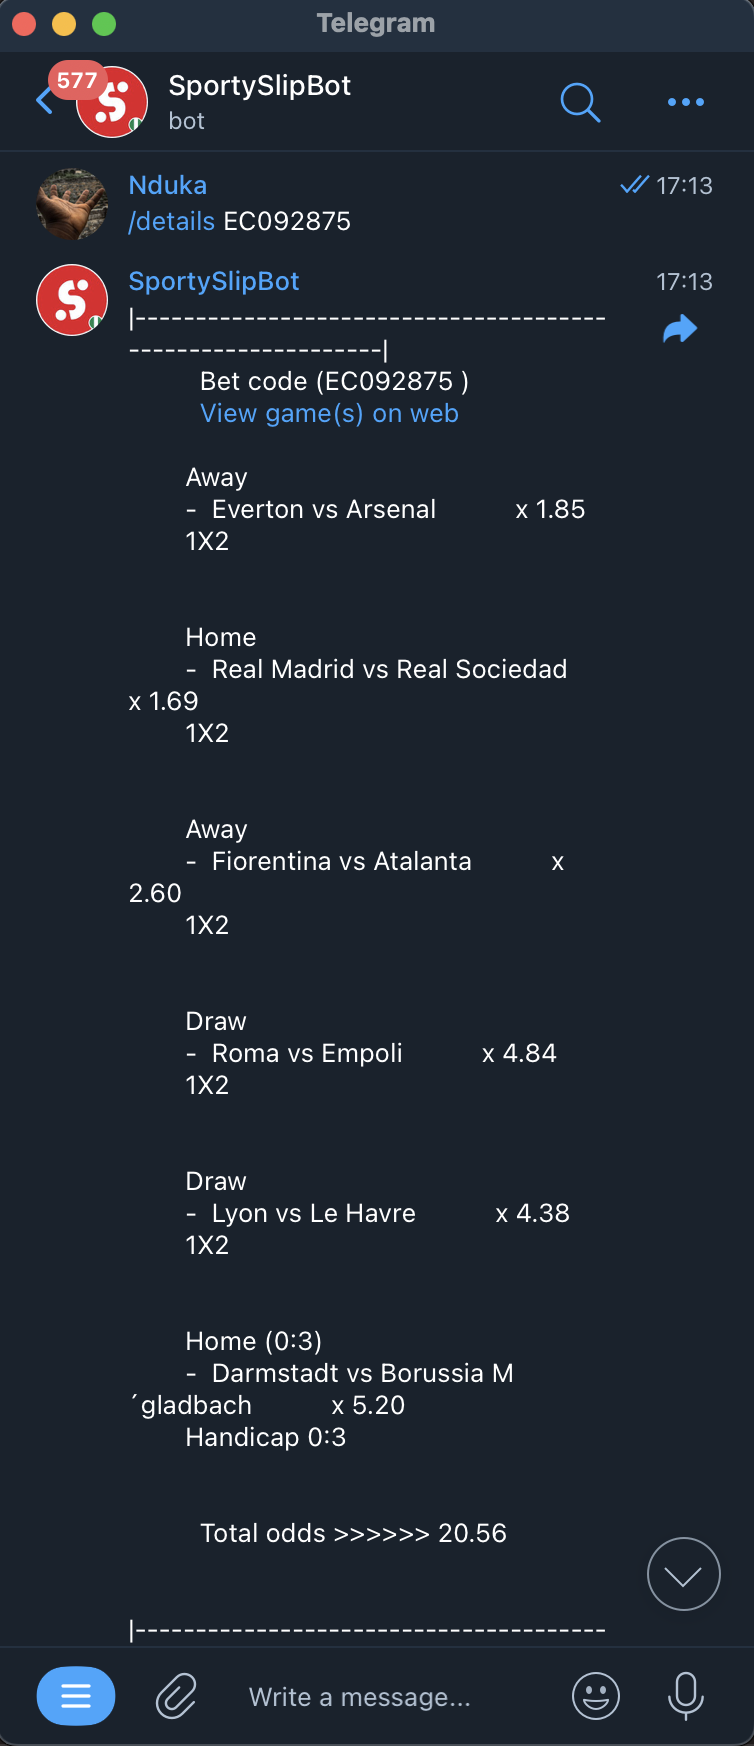 Telegram
577
SportySlipBot
bot
Nduka
17:13
/details EC092875
SportySlipBot
17:13
|---------------------------------------
---------------------|
Bet code (EC092875 )
View game(s) on web
Away
- Everton vs Arsenal x 1.85
1X2
Home
- Real Madrid vs Real Sociedad
x 1.69
1X2
Away
- Fiorentina vs Atalanta x
2.60
1X2
Draw
- Roma vs Empoli x 4.84
1X2
Draw
- Lyon vs Le Havre x 4.38
1X2
Home (0:3)
- Darmstadt vs Borussia M
´gladbach x 5.20
Handicap 0:3
Total odds >>>>>> 20.56
|---------------------------------------
Write a message...